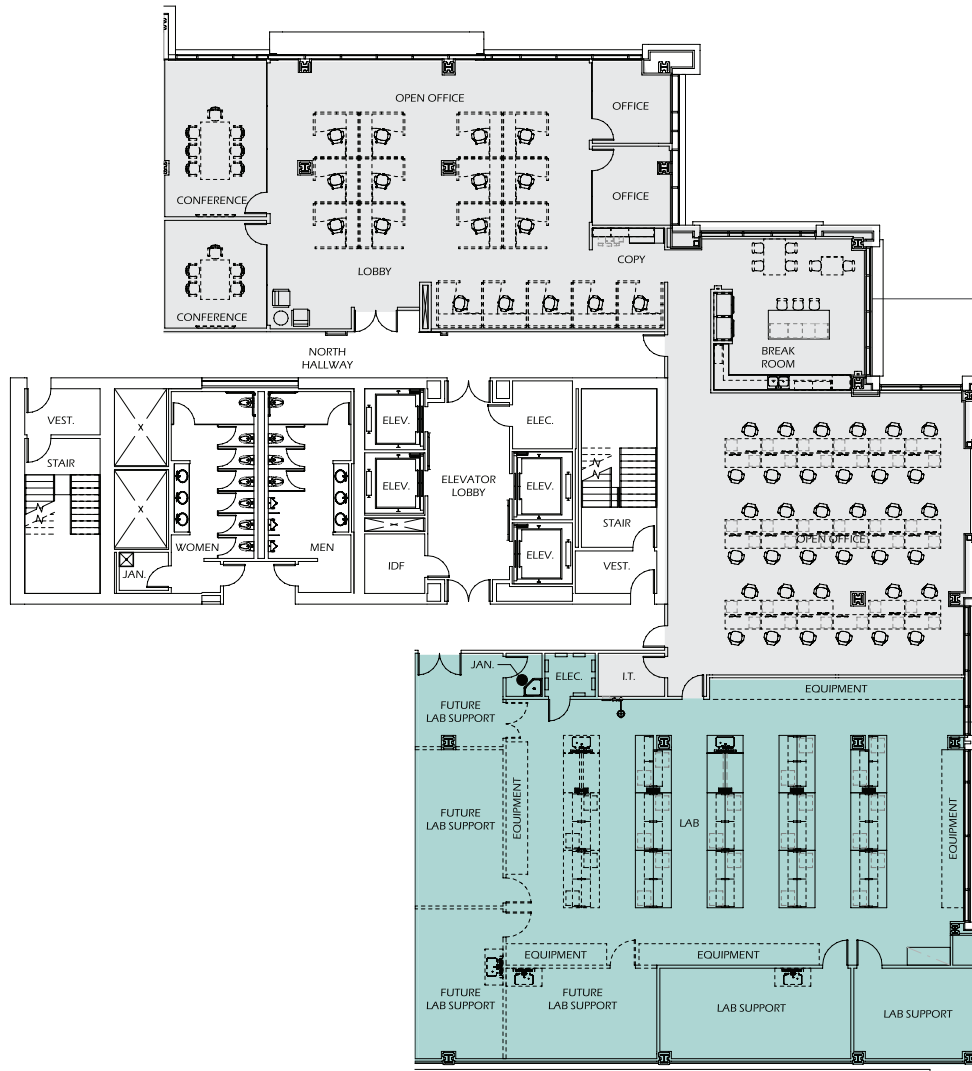 OPEN OFFICE
OFFICE
CONFERENCE
OFFICE
COPY
LOBBY
CONFERENCE
NORTH
HALLWAY
BREAK
ROOM
VEST.
STAIR
X
X
WOMEN
JAN.
MEN
ELEV.
ELEV.
IDF
ELEVATOR
LOBBY
ELEC.
ELEV.
ELEV.
STAIR
VEST.
OPEN OFFICE
JAN.
ELEC.
I.T.
EQUIPMENT
FUTURE
LAB SUPPORT
FUTURE
LAB SUPPORT
EQUIPMENT
LAB
EQUIPMENT
EQUIPMENT
EQUIPMENT
FUTURE
LAB SUPPORT
FUTURE
LAB SUPPORT
LAB SUPPORT
LAB SUPPORT